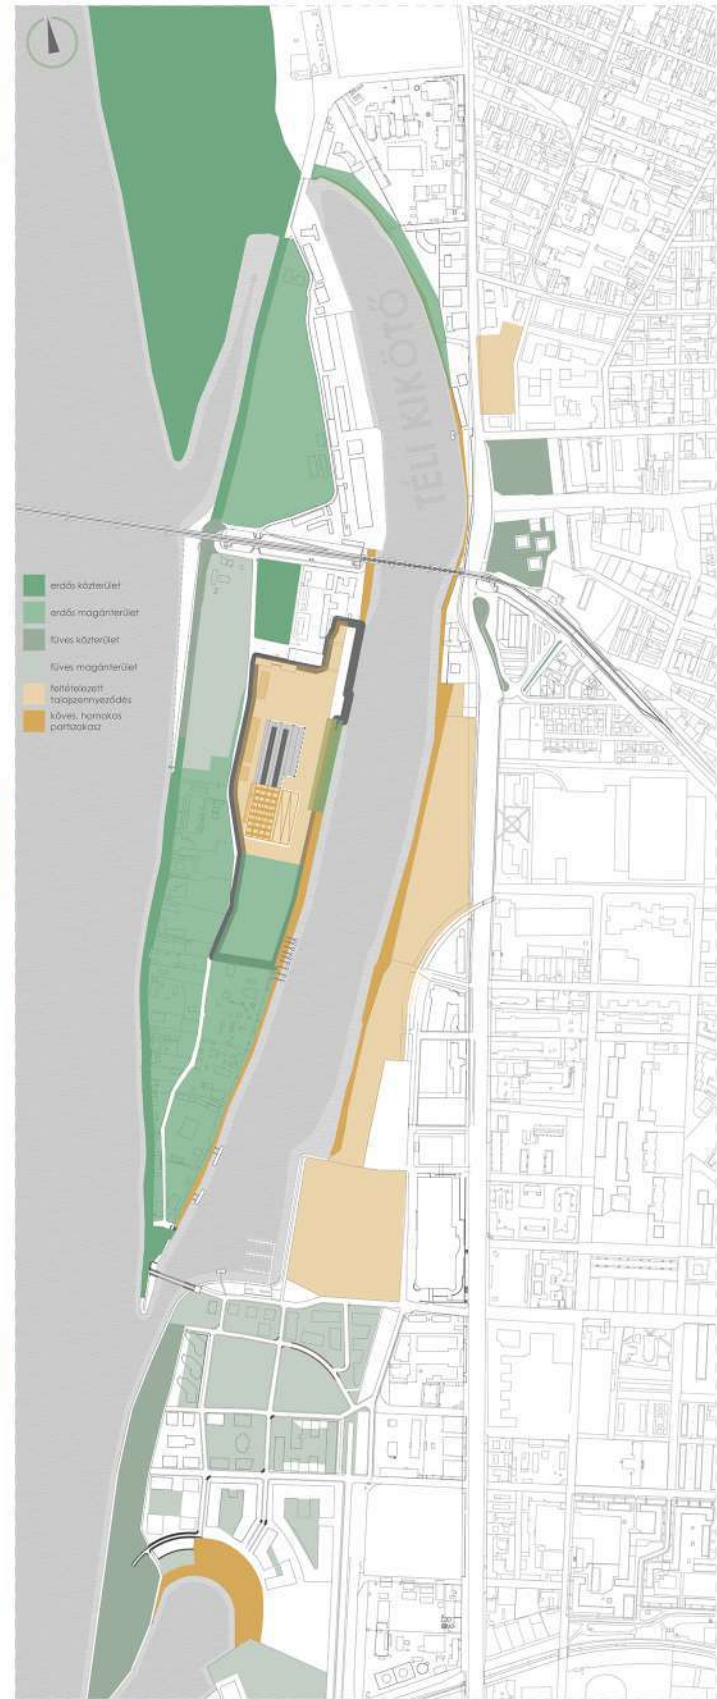 TÉLI KIKÖTŐ
erdős közterület
erdős magánterület
füves közterület
füves magánterület
feltételezett
talajszennyeződés
köves, homokos
partszakasz